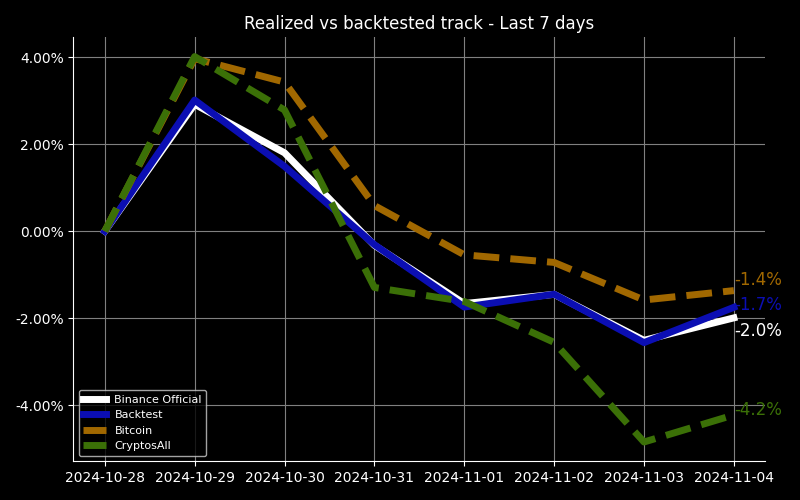 Realized vs backtested track - Last 7 days
4.00%
2.00%
0.00%
-2.00%
-4.00%
-1.4%
-1.7%
-2.0%
-4.2%
Binance Official
Backtest
Bitcoin
CryptosAll
2024-10-28 2024-10-29 2024-10-30 2024-10-31 2024-11-01 2024-11-02 2024-11-03 2024-11-04